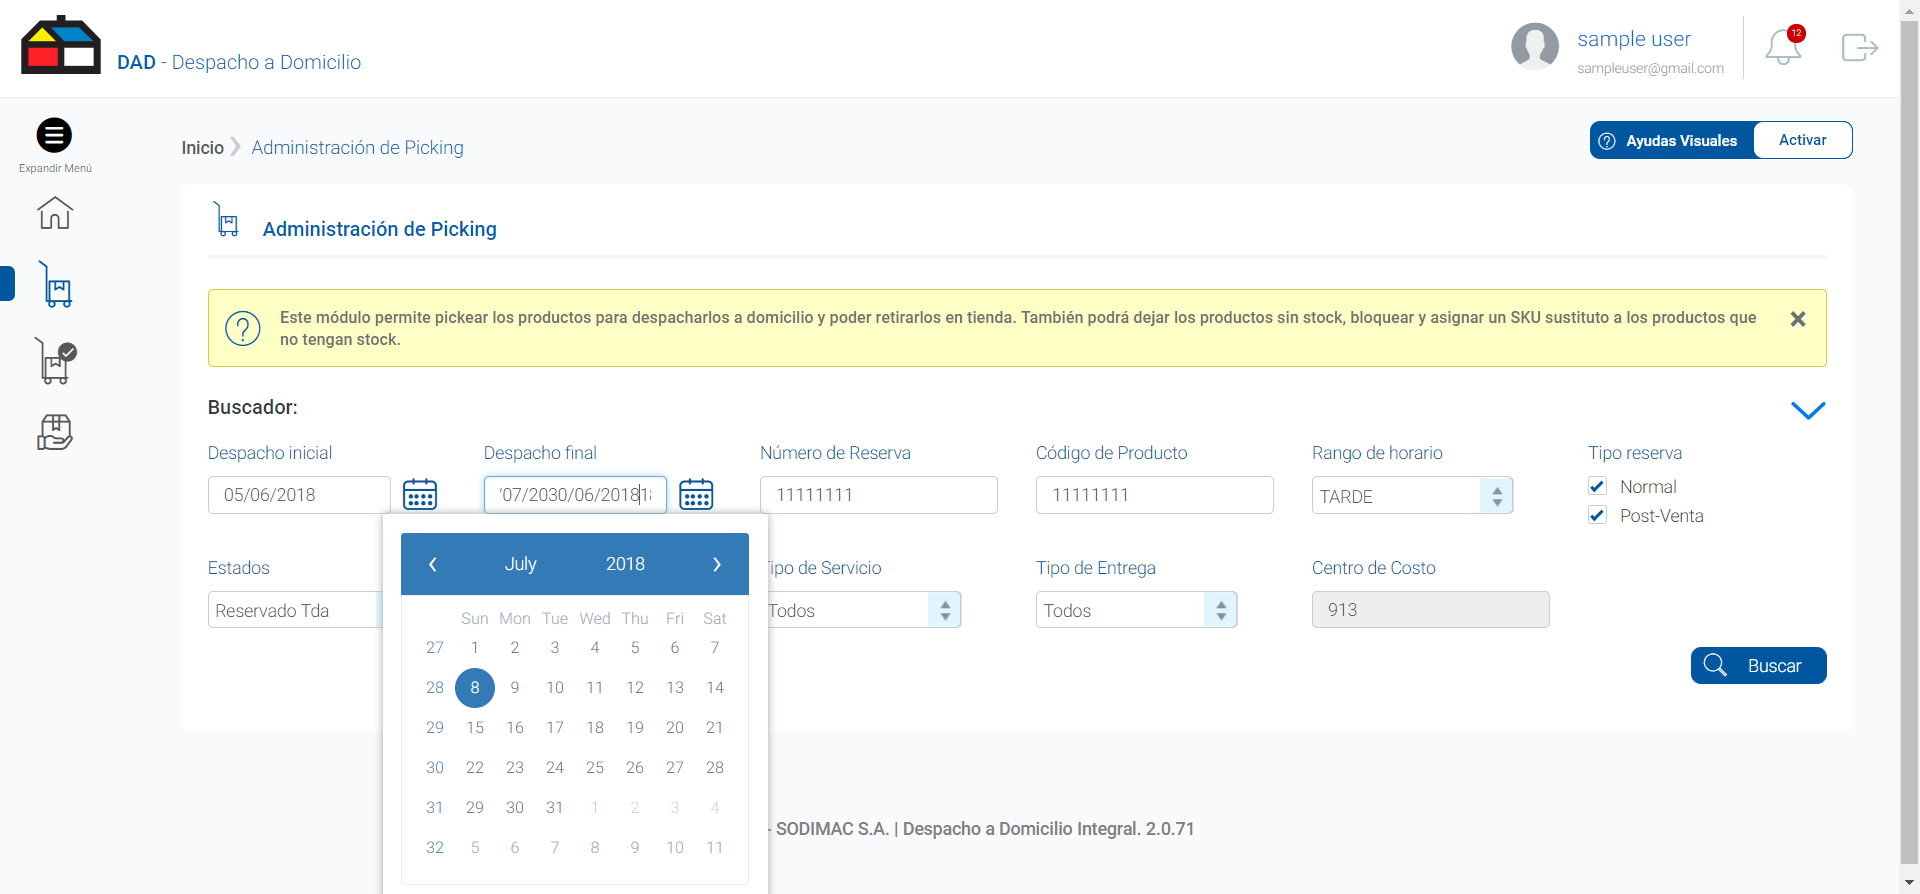 DAD - Despacho a Domicilio
sample user
sampleuser@gmail.com
12
Expandir Menú
Inicio
Administración de Picking
Ayudas Visuales
Activar
Administración de Picking
Este módulo permite pickear los productos para despacharlos a domicilio y poder retirarlos en tienda. También podrá dejar los productos sin stock, bloquear y asignar un SKU sustituto a los productos que
no tengan stock.
Buscador:
Despacho inicial
Despacho final
Número de Reserva
Código de Producto
Rango de horario
Tipo reserva
05/06/2018
07/2030/06/2018
11111111
11111111
TARDE
Normal
Post-Venta
Estados
ipo de Servicio
Tipo de Entrega
Centro de Costo
Reservado Tda
Todos
Todos
913
Buscar
July 2018
Sun Mon Tue Wed Thu Fri Sat
27 1 2 3 4 5 6 7
28 8 9 10 11 12 13 14
29 15 16 17 18 19 20 21
30 22 23 24 25 26 27 28
31 29 30 31 1 2 3 4
32 5 6 7 8 9 10 11
- SODIMAC S.A. | Despacho a Domicilio Integral. 2.0.71